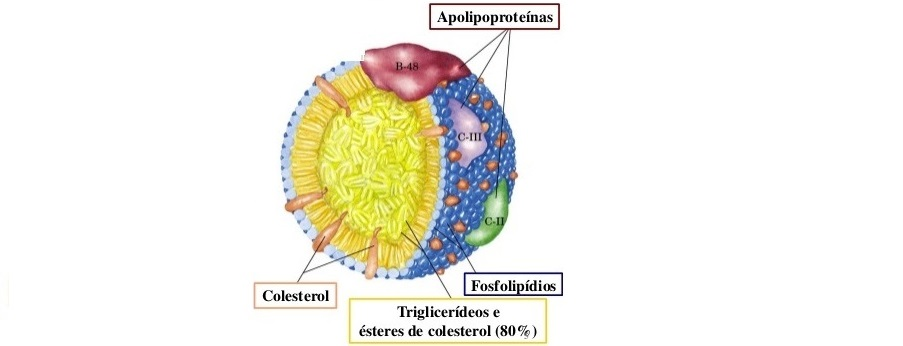 Apolipoproteínas
B-48
C-III
C-II
Fosfolipídios
Colesterol
Triglicerídeos e
ésteres de colesterol (80%)